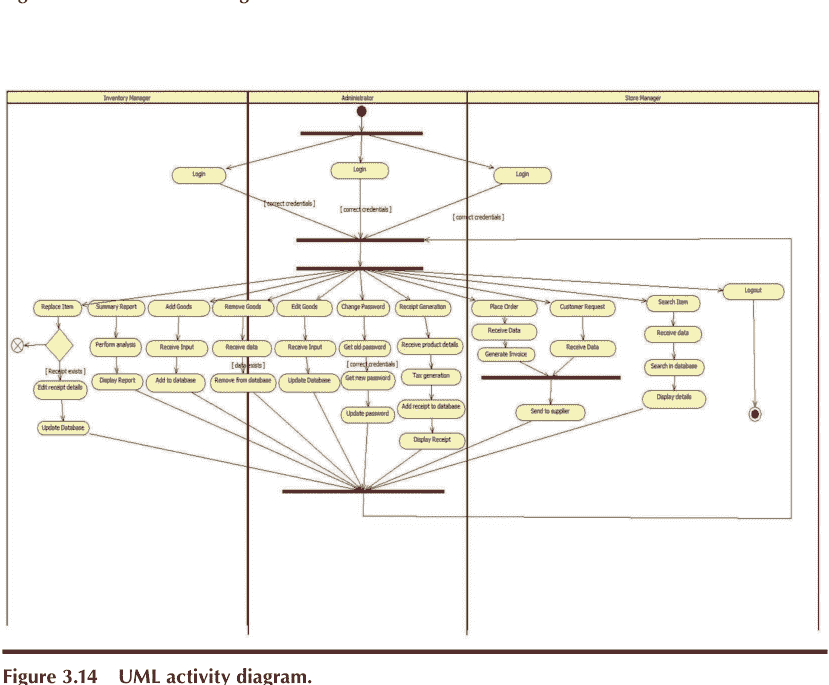 Inventory Manager
Administrator
Store Manager
Login
Login
Login
[ correct credentials ]
[ correct credentials ]
[ correct credentials ]
Logout
Replace Item
Summary Report
Add Goods
Remove Goods
Edit Goods
Change Password
Receipt Generation
Place Order
Customer Request
Search Item
Receive Data
Receive data
Perform analysis
Receive Input
Receive data
Receive Input
Get old password
Receive product details
Generate Invoice
Receive Data
[ Receipt exists ]
[ data exists ]
[ correct credentials ]
Search in database
Edit receipt details
Display Report
Add to database
Remove from database
Update Database
Get new password
Tax generation
Display details
Update password
Add receipt to database
Send to supplier
Update Database
Display Receipt
Figure 3.14 UML activity diagram.